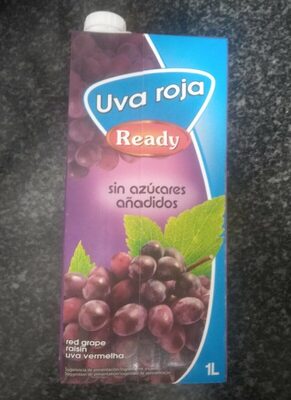 Uva roja
Ready
sin azúcares
añadidos
red grape
raisin
uva vermelha
1L